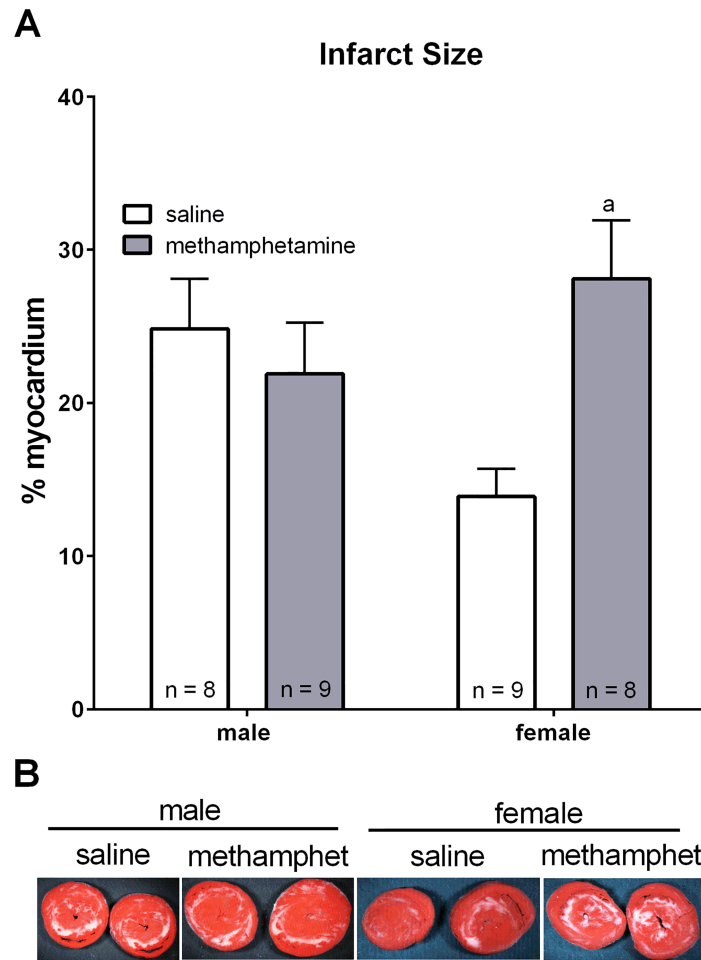 A
Infarct Size
40
30
20
10
0
% myocardium
saline
methamphetamine
a
n = 8
n = 9
n = 9
n = 8
male
female
B
male
female
saline
methamphet
saline
methamphet